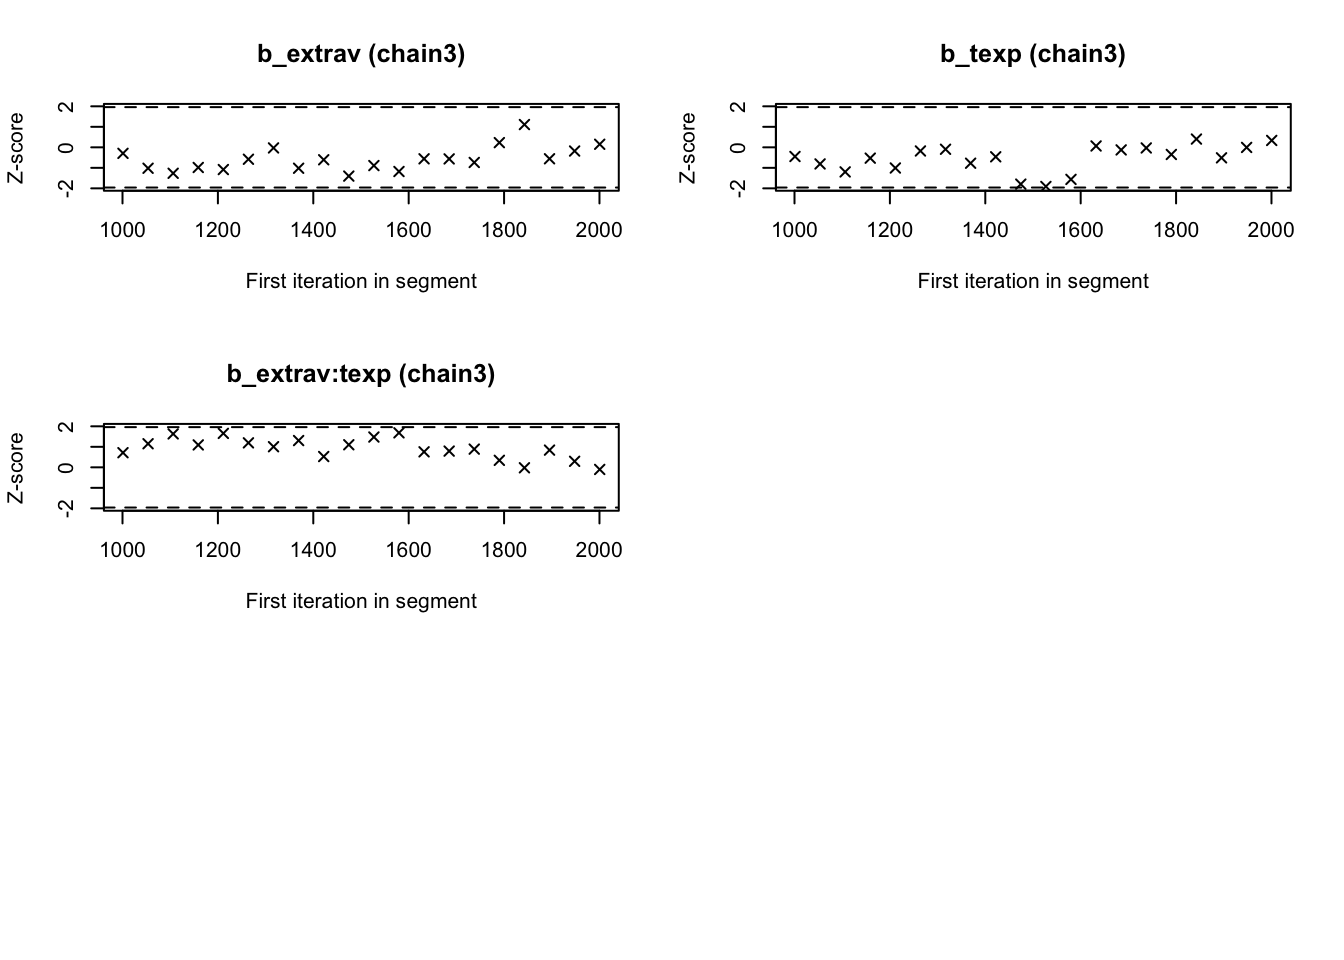 b_extrav (chain3)
Z-score
2
0
-2
1000 1200 1400 1600 1800 2000
First iteration in segment
b_texp (chain3)
Z-score
2
0
-2
1000 1200 1400 1600 1800 2000
First iteration in segment
b_extrav:texp (chain3)
Z-score
2
0
-2
1000 1200 1400 1600 1800 2000
First iteration in segment